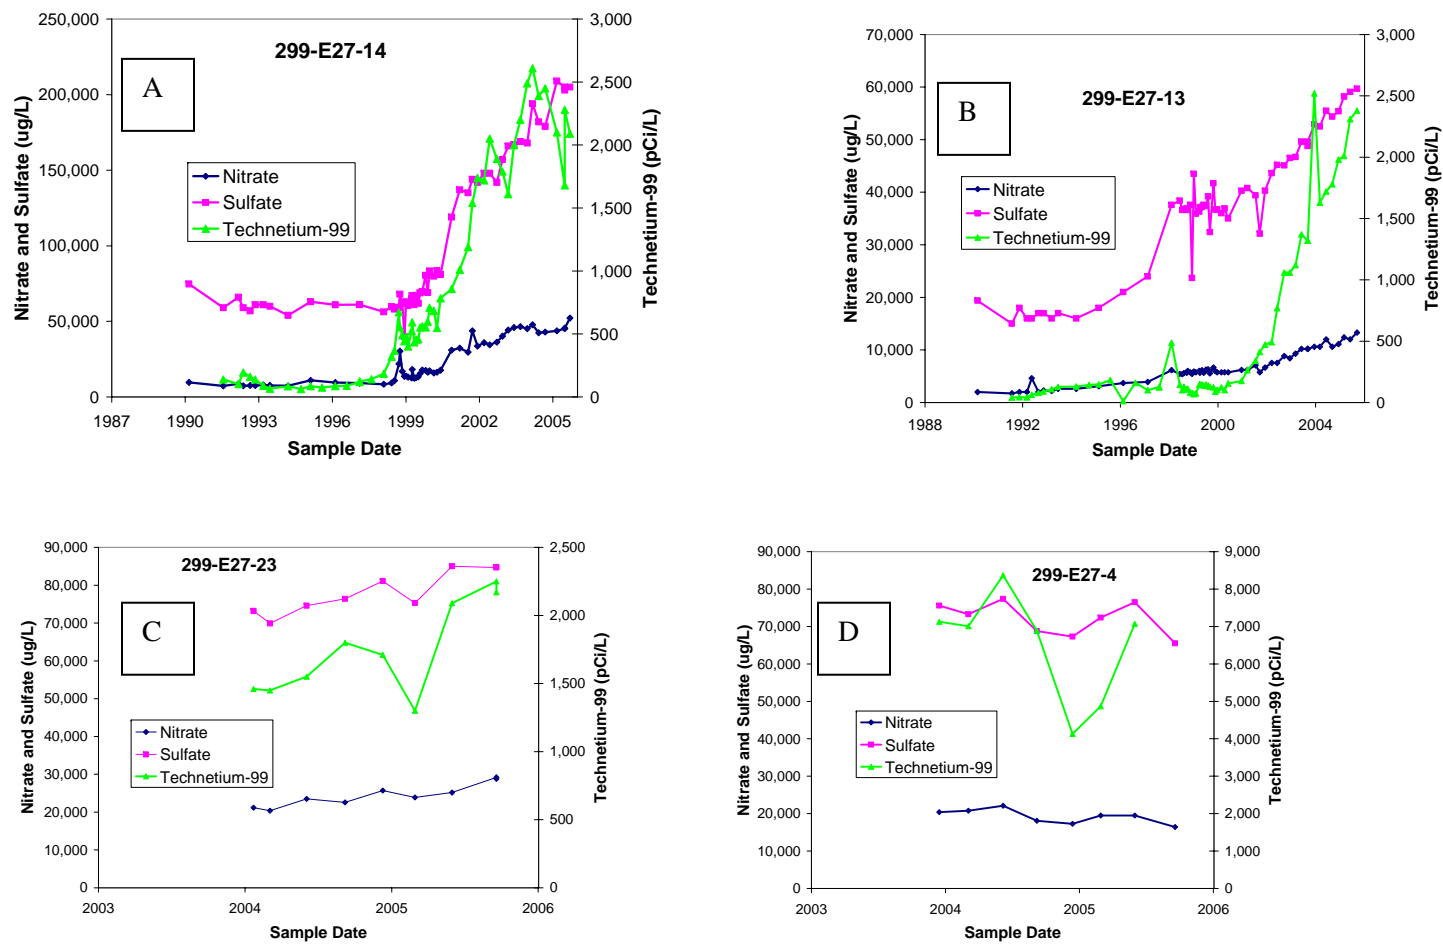 299-E27-14
A
Nitrate and Sulfate (ug/L)
250,000
200,000
150,000
100,000
50,000
0
3,000
2,500
2,000
1,500
1,000
500
0
Technetium-99 (pCi/L)
Nitrate
Sulfate
Technetium-99
1987 1990 1993 1996 1999 2002 2005
Sample Date
299-E27-13
B
Nitrate and Sulfate (ug/L)
70,000
60,000
50,000
40,000
30,000
20,000
10,000
0
3,000
2,500
2,000
1,500
1,000
500
0
Technetium-99 (pCi/L)
Nitrate
Sulfate
Technetium-99
1988 1992 1996 2000 2004
Sample Date
299-E27-23
C
Nitrate and Sulfate (ug/L)
90,000
80,000
70,000
60,000
50,000
40,000
30,000
20,000
10,000
0
2,500
2,000
1,500
1,000
500
0
Technetium-99 (pCi/L)
Nitrate
Sulfate
Technetium-99
2003 2004 2005 2006
Sample Date
299-E27-4
D
Nitrate and Sulfate (ug/L)
90,000
80,000
70,000
60,000
50,000
40,000
30,000
20,000
10,000
0
9,000
8,000
7,000
6,000
5,000
4,000
3,000
2,000
1,000
0
Technetium-99 (pCi/L)
Nitrate
Sulfate
Technetium-99
2003 2004 2005 2006
Sample Date